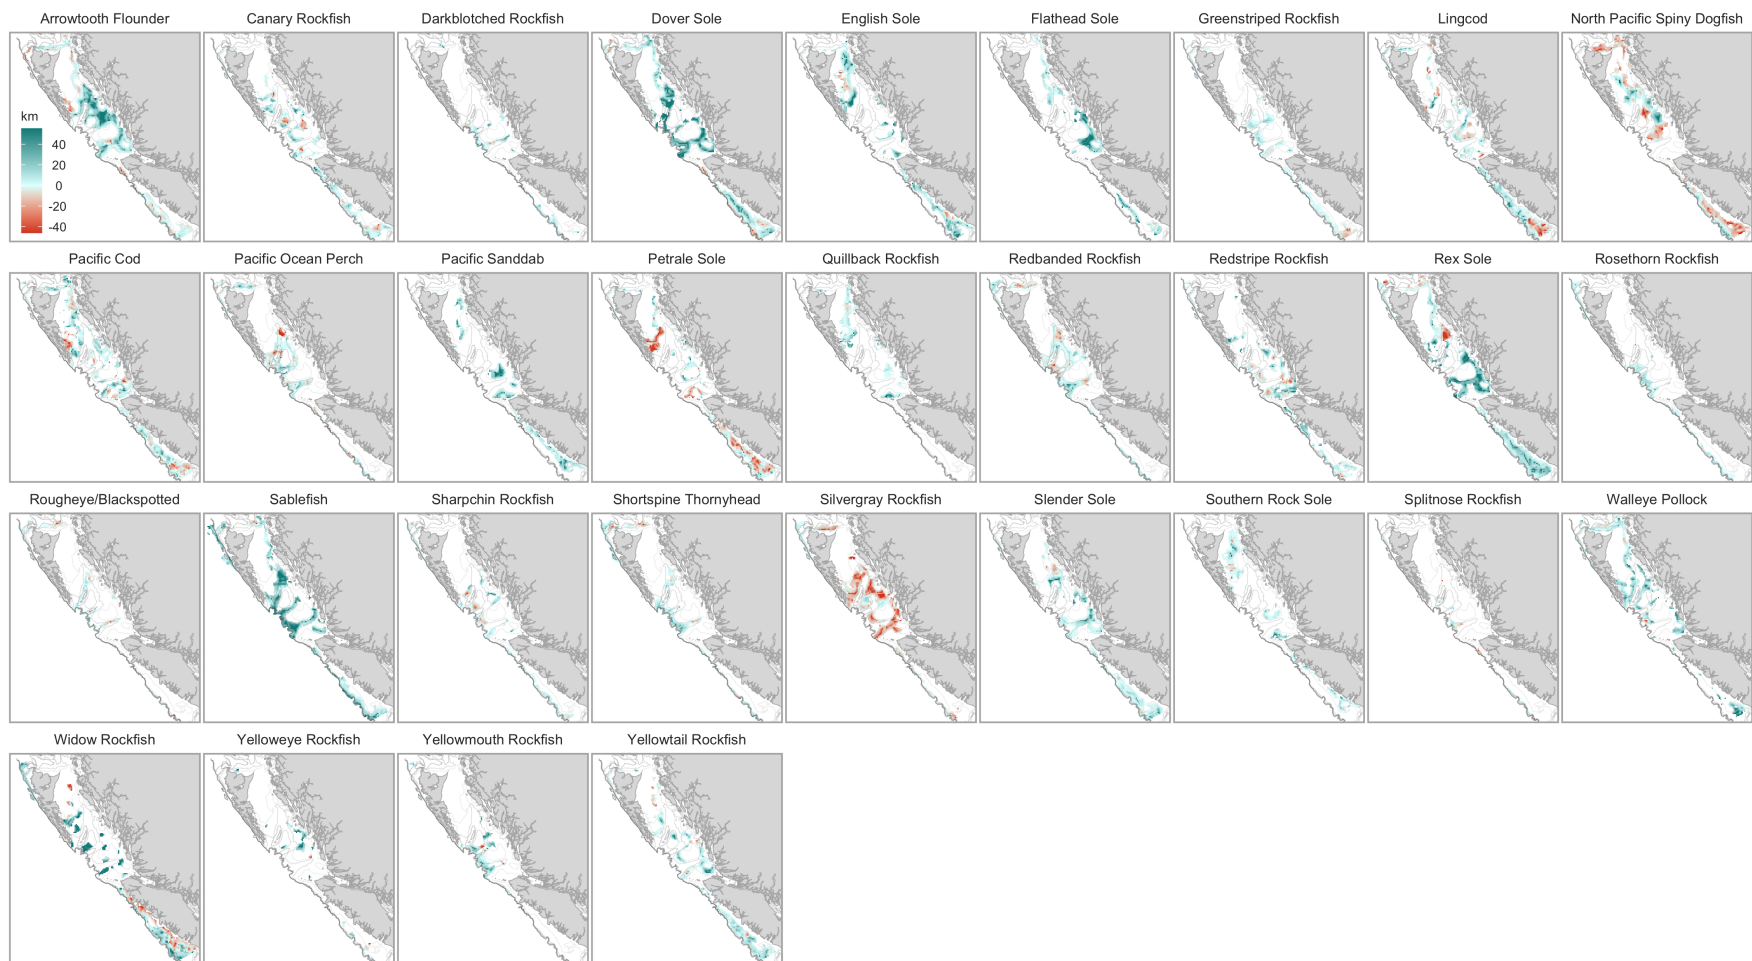 Arrowtooth Flounder
Canary Rockfish
Darkblotched Rockfish
Dover Sole
English Sole
Flathead Sole
Greenstriped Rockfish
Lingcod
North Pacific Spiny Dogfish
km
40
20
0
-20
-40
Pacific Cod
Pacific Ocean Perch
Pacific Sanddab
Petrale Sole
Quillback Rockfish
Redbanded Rockfish
Redstripe Rockfish
Rex Sole
Rosethorn Rockfish
Rougheye/Blackspotted
Sablefish
Sharpchin Rockfish
Shortspine Thornyhead
Silvergray Rockfish
Slender Sole
Southern Rock Sole
Splitnose Rockfish
Walleye Pollock
Widow Rockfish
Yelloweye Rockfish
Yellowmouth Rockfish
Yellowtail Rockfish